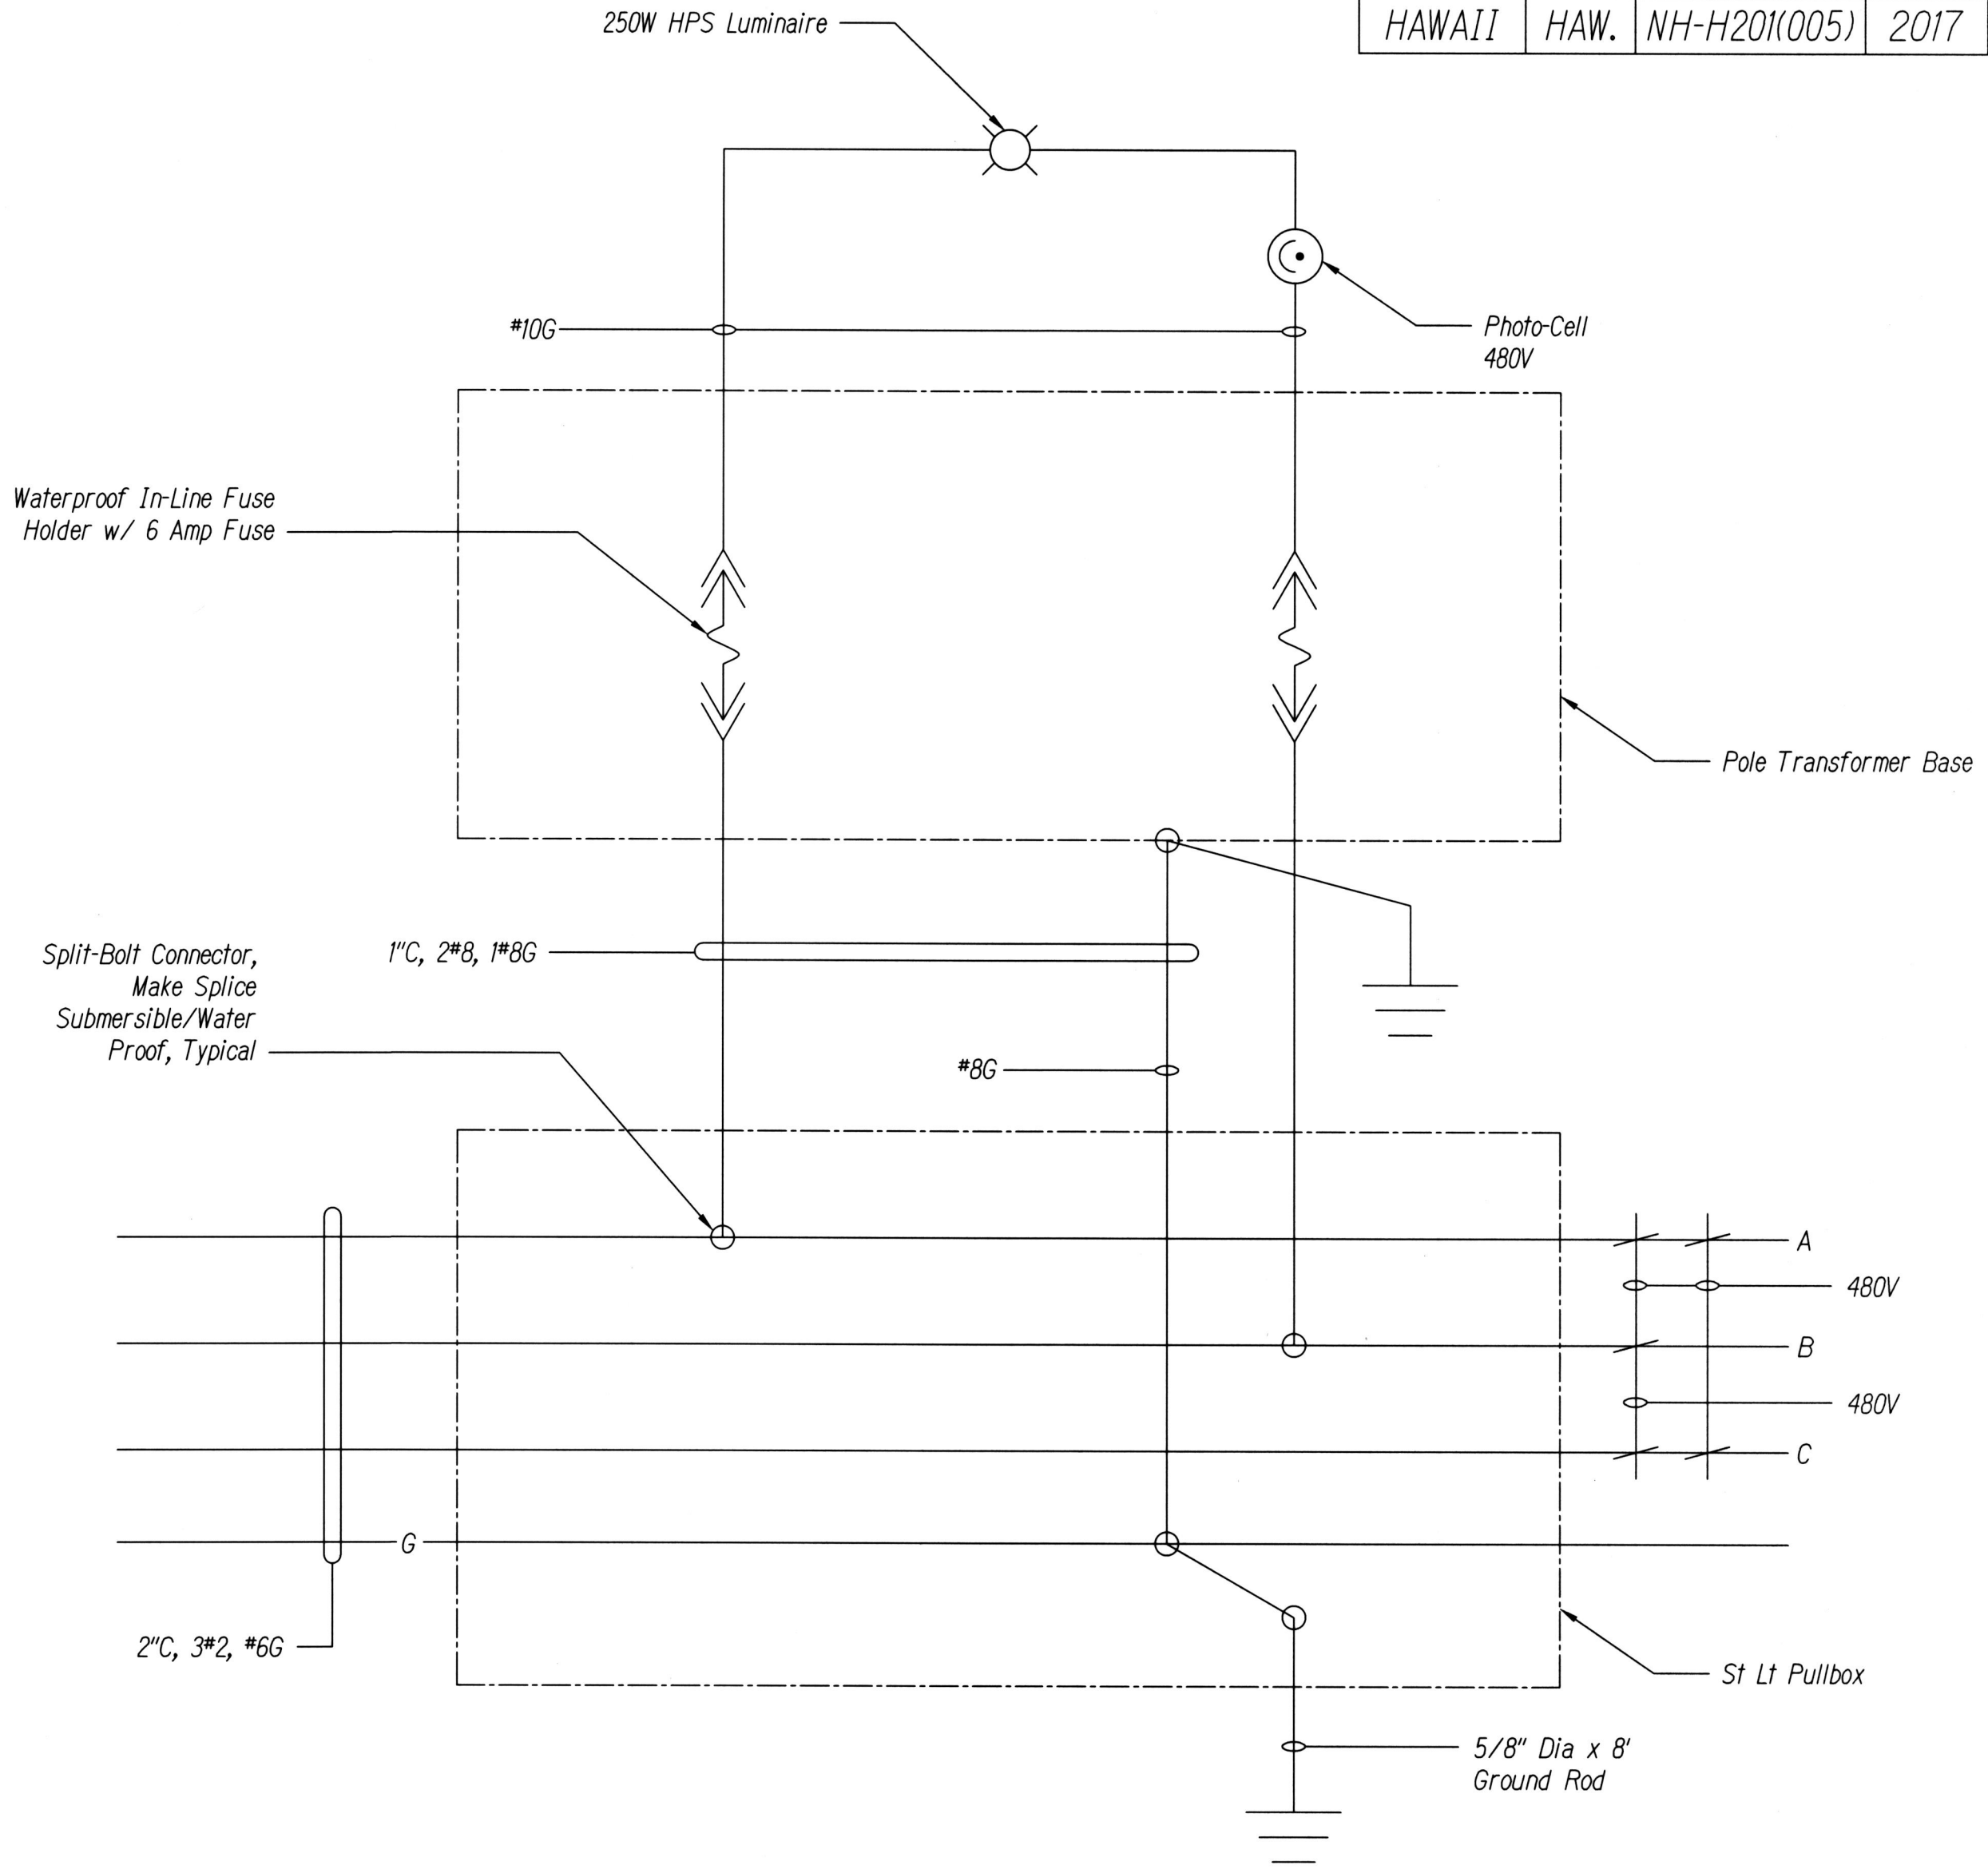 HAWAII HAW. NH-H201(005) 2017
250W HPS Luminaire
#10G
Photo-Cell
480V
Waterproof In-Line Fuse
Holder w/ 6 Amp Fuse
Pole Transformer Base
Split-Bolt Connector,
Make Splice
Submersible/Water
Proof, Typical
1"C, 2#8, 1#8G
#8G
A
480V
B
480V
C
G
2"C, 3#2, #6G
St Lt Pullbox
5/8" Dia x 8'
Ground Rod